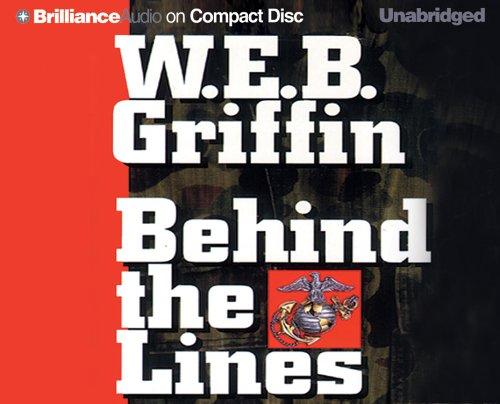 Brilliance Audio on Compact Disc
Unabridged
W.E.B.
Griffin
Behind
the
Lines